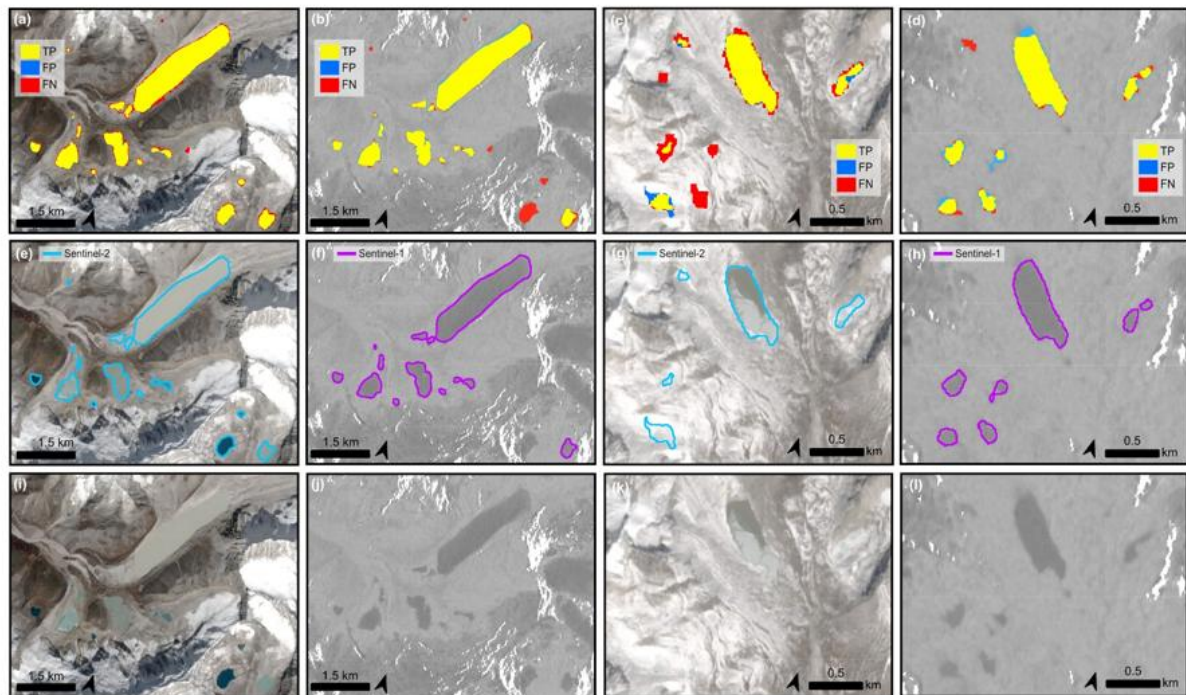 (a)
TP
FP
FN
1.5 km
(b)
TP
FP
FN
1.5 km
(c)
TP
FP
FN
0.5
km
(d)
TP
FP
FN
0.5
km
(e)
Sentinel-2
1.5 km
(f)
Sentinel-1
1.5 km
(g)
Sentinel-2
0.5
km
(h)
Sentinel-1
0.5
km
(i)
1.5 km
(j)
1.5 km
(k)
0.5
km
(l)
0.5
km